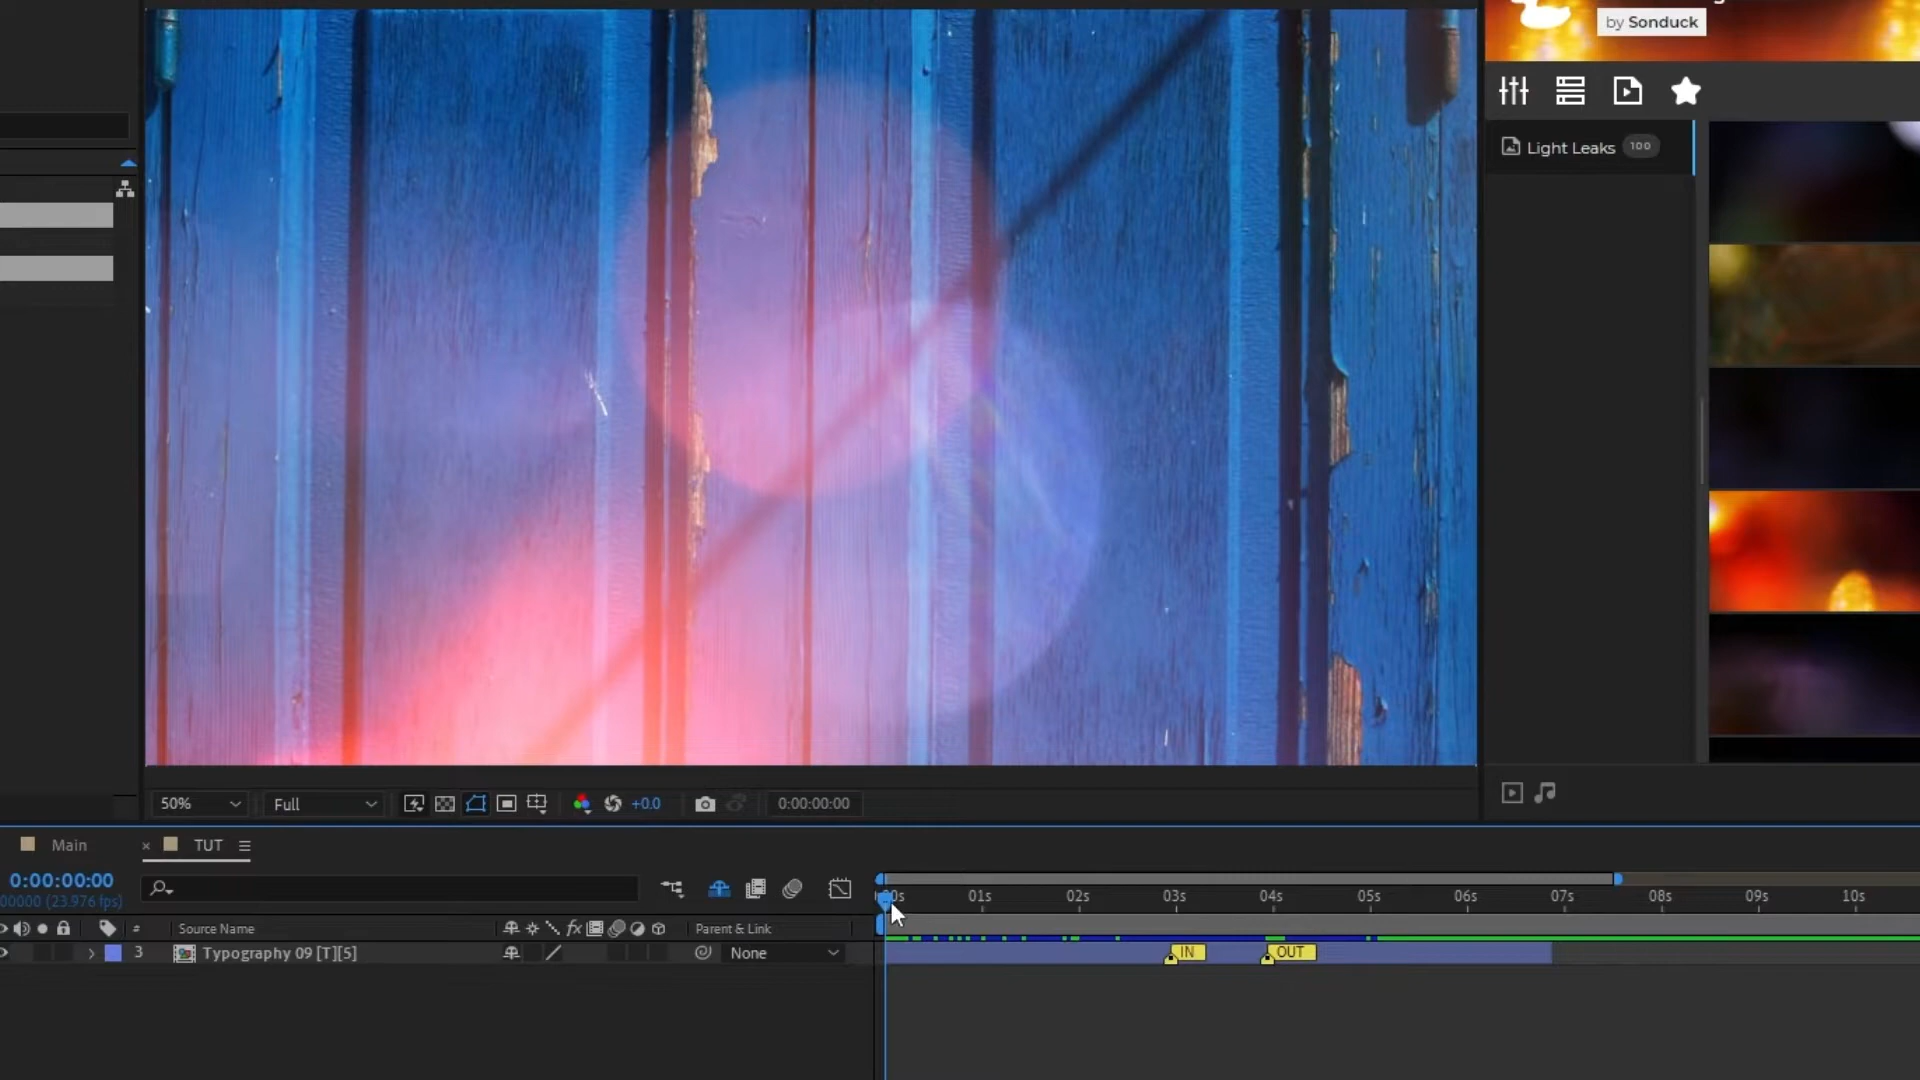 by Sonduck
Light Leaks 100
50%
Full
+0.0
0:00:00:00
Main
× TUT
0:00:00:00
00000 (23.976 fps)
00s 01s 02s 03s 04s 05s 06s 07s 08s 09s 10s
# Source Name fx Parent & Link
3 Typography 09 [T][5] None IN OUT